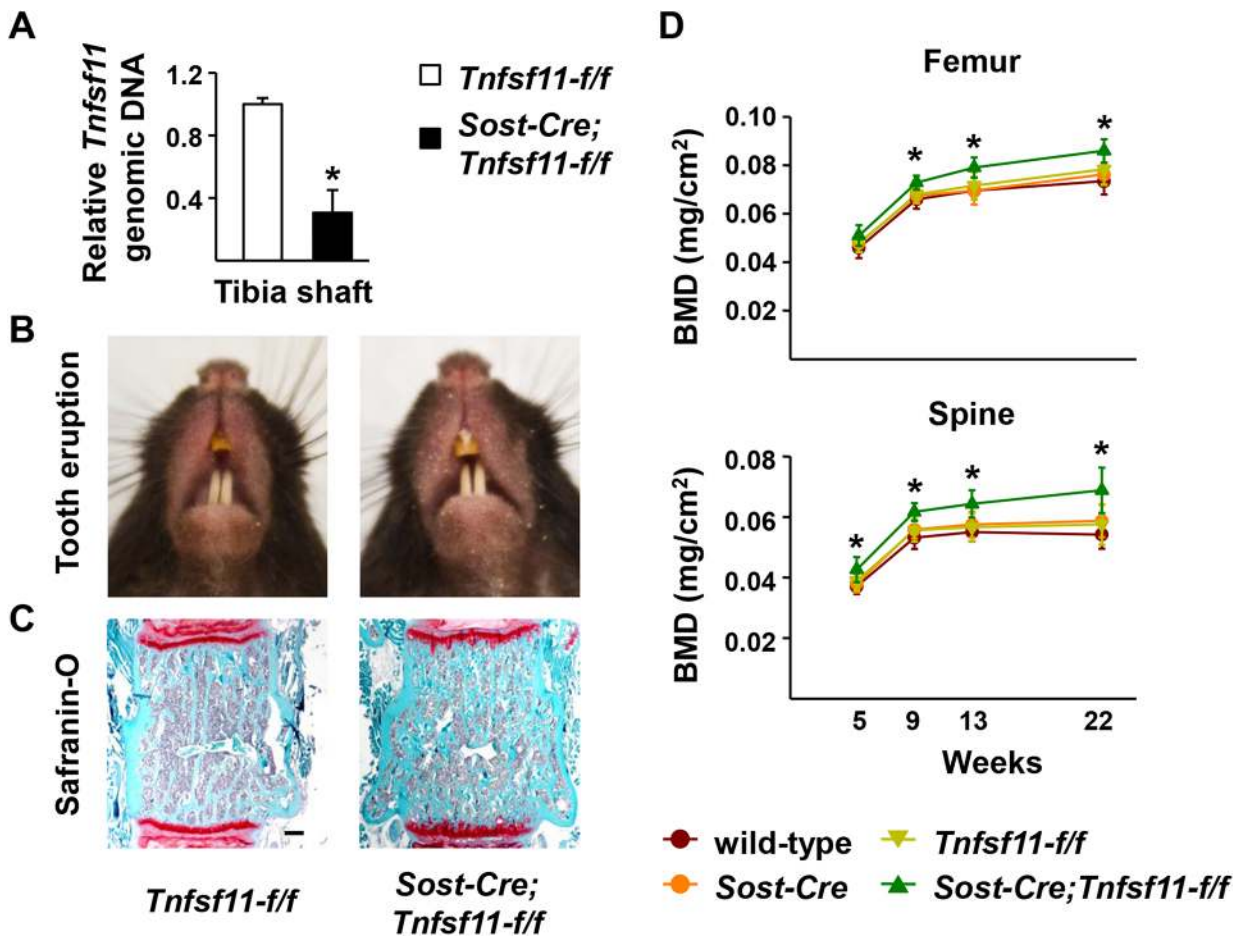 A
Relative Tnfsf11
genomic DNA
1.2
0.8
0.4
*
Tibia shaft
Tnfsf11-f/f
Sost-Cre;
Tnfsf11-f/f
B
Tooth eruption
C
Safranin-O
Tnfsf11-f/f
Sost-Cre;
Tnfsf11-f/f
D
Femur
BMD (mg/cm²)
0.10
0.08
0.06
0.04
0.02
* * *
Spine
BMD (mg/cm²)
0.08
0.06
0.04
0.02
* * * *
5 9 13 22
Weeks
wild-type
Tnfsf11-f/f
Sost-Cre
Sost-Cre;Tnfsf11-f/f